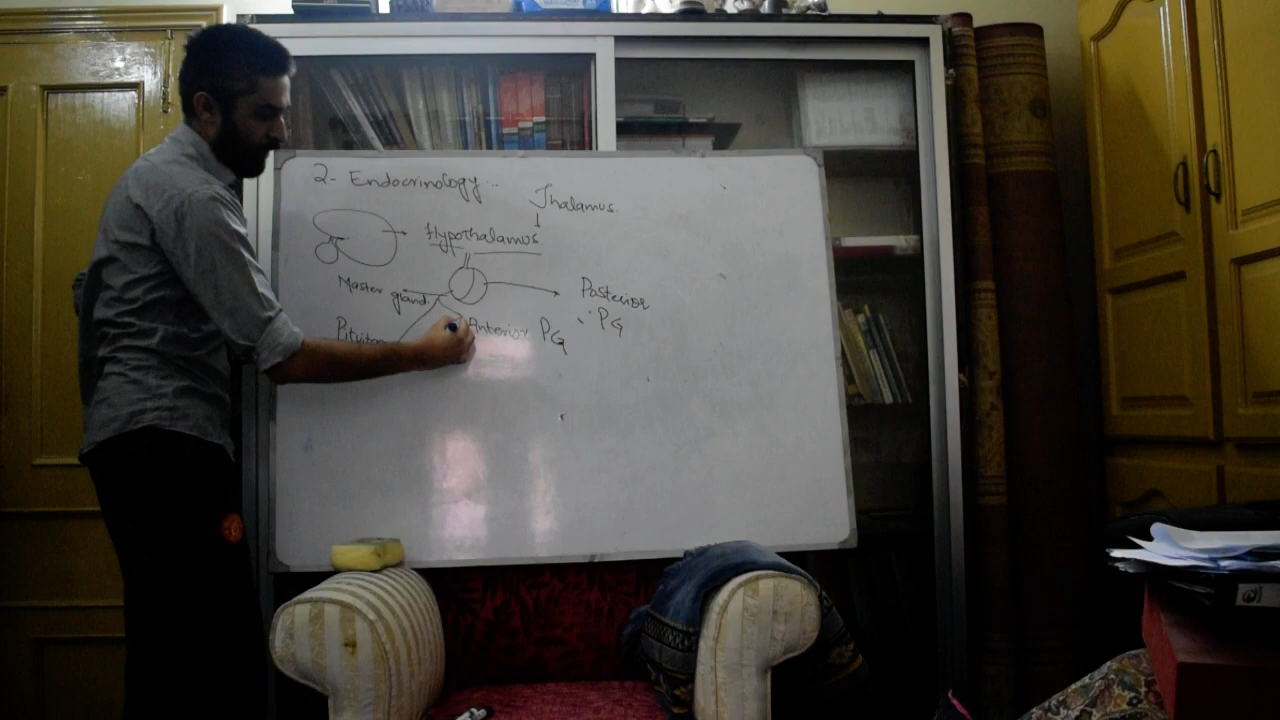 2- Endocrinology :-
Thalamus.
Hypothalamus
Master gland.
Posterior
PG
Anterior PG